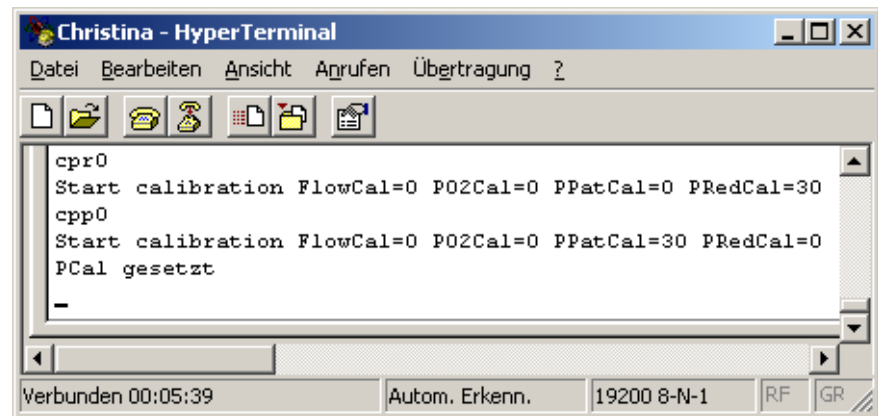 Christina - HyperTerminal
Datei Bearbeiten Ansicht Anrufen Übertragung ?
cpr0
Start calibration FlowCal=0 PO2Cal=0 PPatCal=0 PRedCal=30
cpp0
Start calibration FlowCal=0 PO2Cal=0 PPatCal=30 PRedCal=0
PCal gesetzt
Verbunden 00:05:39 Autom. Erkenn. 19200 8-N-1 RF GR